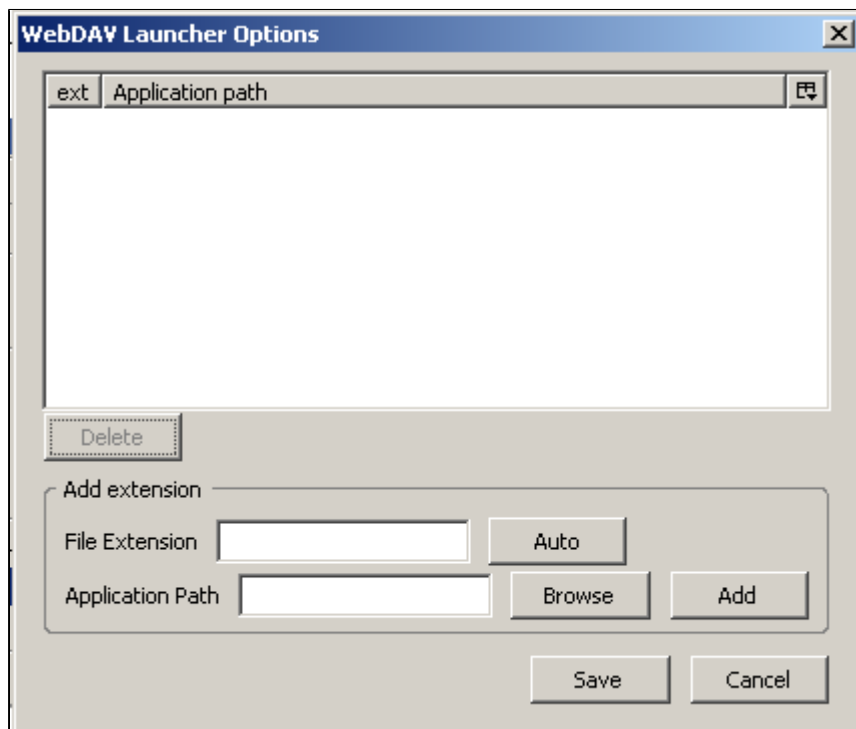 WebDAV Launcher Options
ext Application path
Delete
Add extension
File Extension Auto
Application Path Browse Add
Save Cancel